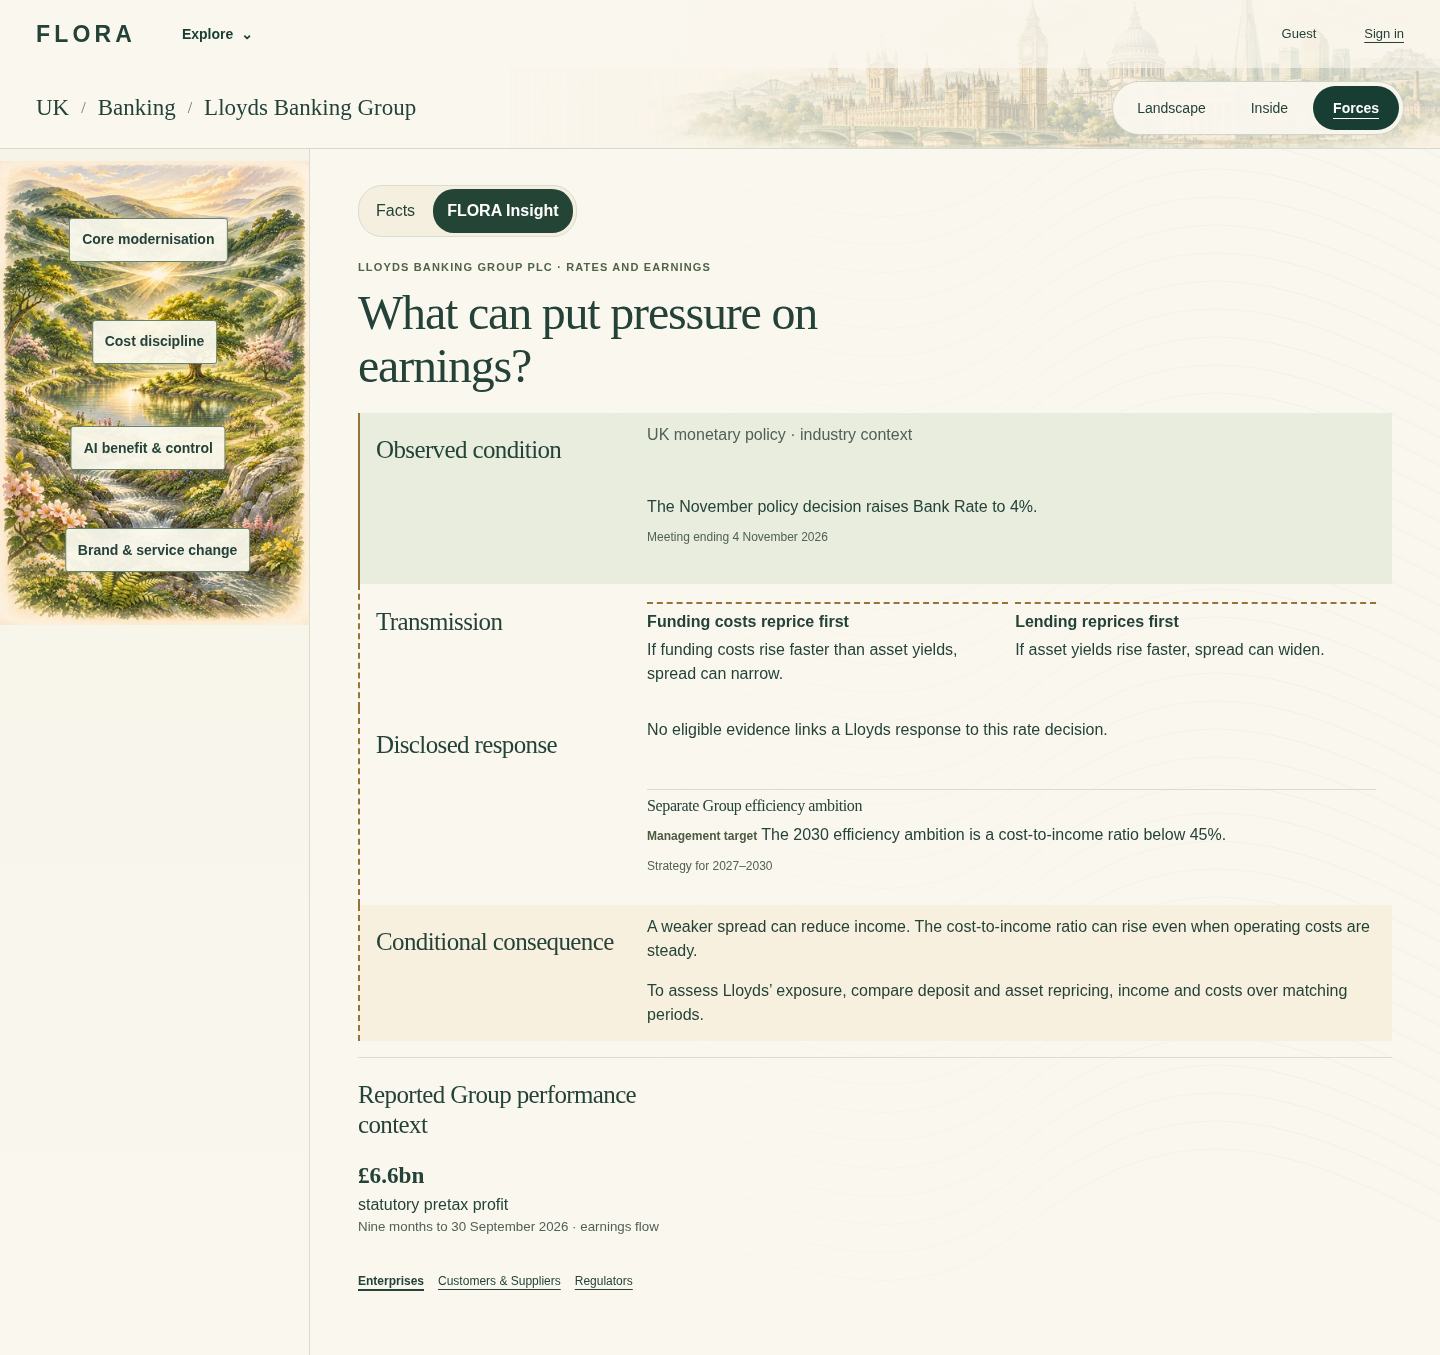 FLORA
Explore
Guest
Sign in
UK / Banking / Lloyds Banking Group
Landscape
Inside
Forces
Core modernisation
Cost discipline
AI benefit & control
Brand & service change
Facts
FLORA Insight
LLOYDS BANKING GROUP PLC · RATES AND EARNINGS
What can put pressure on
earnings?
Observed condition
UK monetary policy · industry context
The November policy decision raises Bank Rate to 4%.
Meeting ending 4 November 2026
Transmission
Funding costs reprice first
If funding costs rise faster than asset yields,
spread can narrow.
Lending reprices first
If asset yields rise faster, spread can widen.
Disclosed response
No eligible evidence links a Lloyds response to this rate decision.
Separate Group efficiency ambition
Management target The 2030 efficiency ambition is a cost-to-income ratio below 45%.
Strategy for 2027–2030
Conditional consequence
A weaker spread can reduce income. The cost-to-income ratio can rise even when operating costs are
steady.
To assess Lloyds’ exposure, compare deposit and asset repricing, income and costs over matching
periods.
Reported Group performance
context
£6.6bn
statutory pretax profit
Nine months to 30 September 2026 · earnings flow
Enterprises
Customers & Suppliers
Regulators